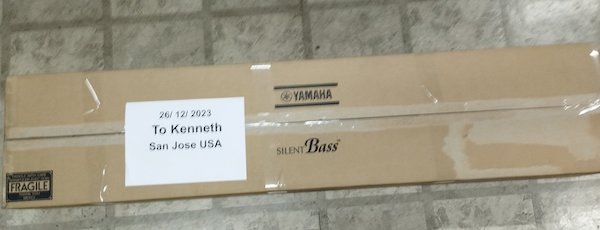 YAMAHA
26/ 12/ 2023
To Kenneth
San Jose USA
SILENT Bass
FRAGILE